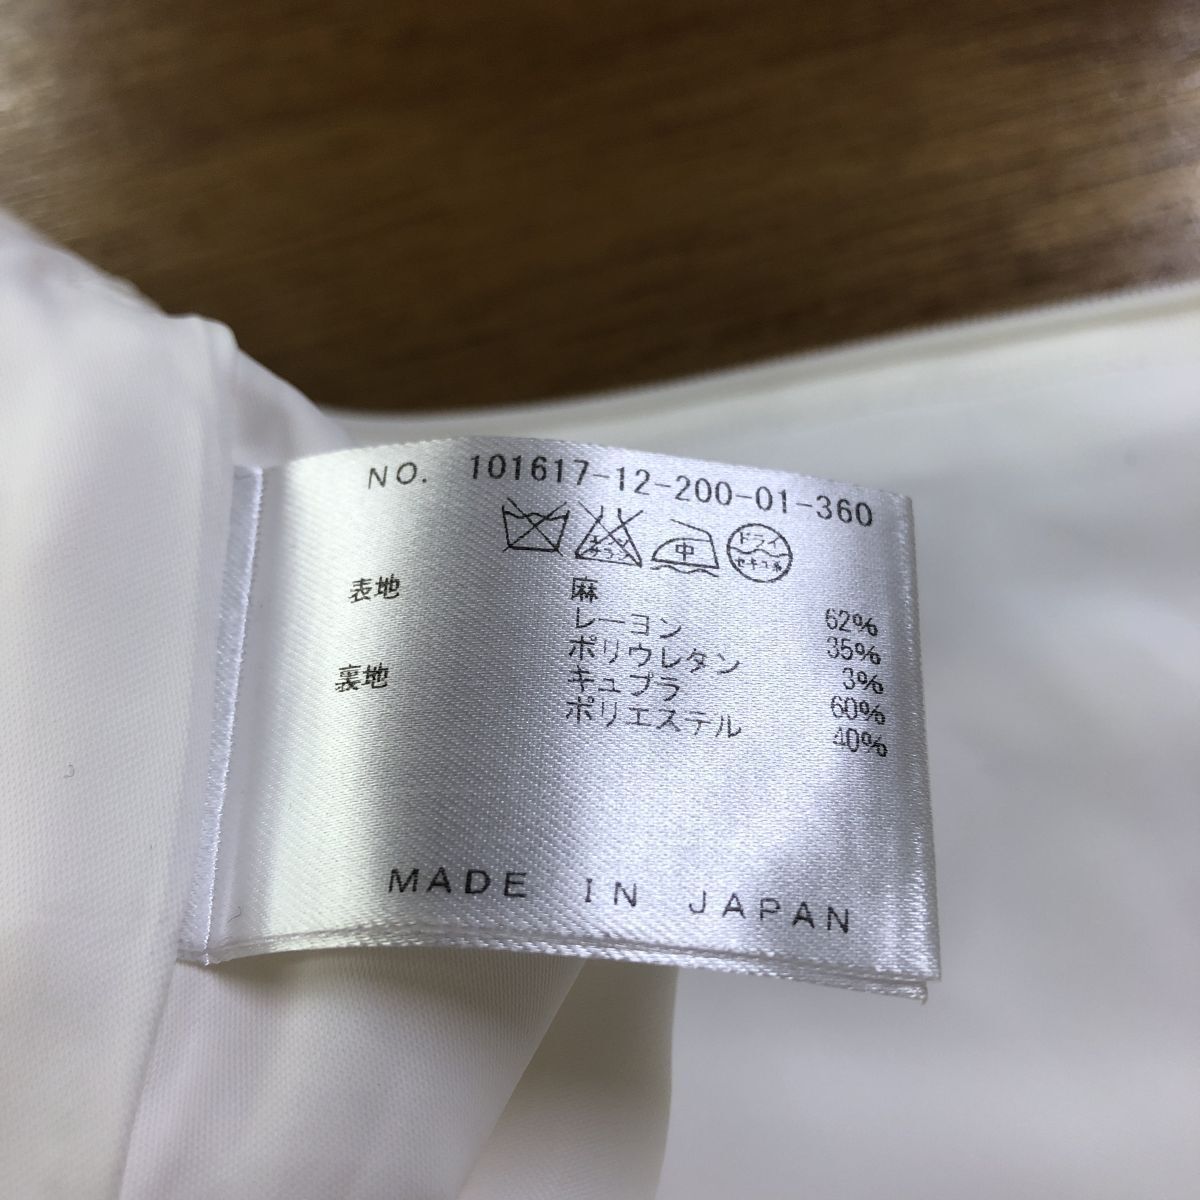 NO. 101617-12-200-01-360
中 ドライ セキユ系
表地 麻 62%
レーヨン 35%
ポリウレタン 3%
裏地 キュプラ 60%
ポリエステル 40%
MADE IN JAPAN